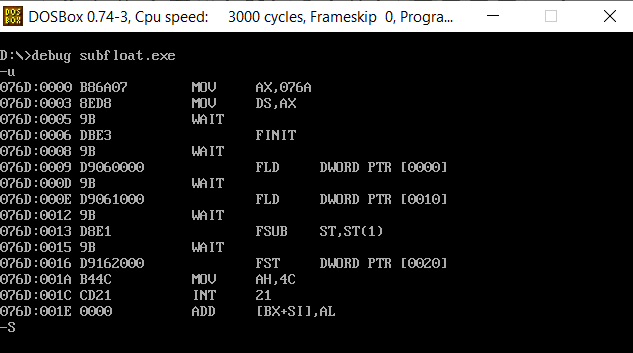 DOSBox 0.74-3, Cpu speed: 3000 cycles, Frameskip 0, Progra...
D:\>debug subfloat.exe
-u
076D:0000 B86A07 MOV AX,076A
076D:0003 8ED8 MOV DS,AX
076D:0005 9B WAIT
076D:0006 DBE3 FINIT
076D:0008 9B WAIT
076D:0009 D9060000 FLD DWORD PTR [0000]
076D:000D 9B WAIT
076D:000E D9061000 FLD DWORD PTR [0010]
076D:0012 9B WAIT
076D:0013 D8E1 FSUB ST,ST(1)
076D:0015 9B WAIT
076D:0016 D9162000 FST DWORD PTR [0020]
076D:001A B44C MOV AH,4C
076D:001C CD21 INT 21
076D:001E 0000 ADD [BX+SI],AL
-S